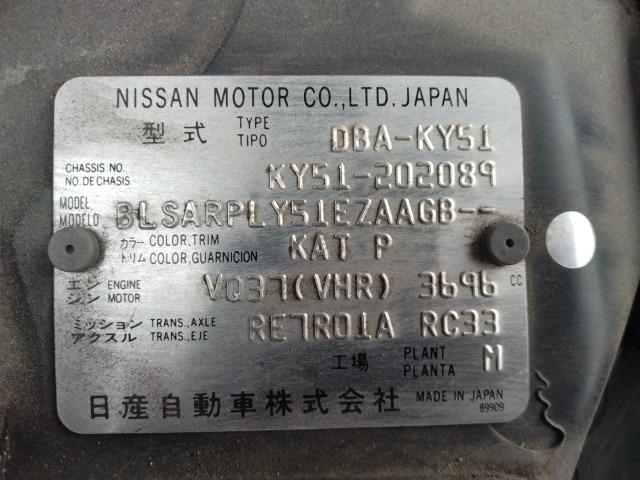 NISSAN MOTOR CO.,LTD. JAPAN
型式 TYPE TIPO DBA-KY51
CHASSIS NO. NO. DE CHASIS KY51-202089
MODEL MODELO BLSARPLY51EZAAGB--
カラー COLOR, TRIM トリム COLOR, GUARNICION KAT P
エンジン ENGINE MOTOR VQ37(VHR) 3696 CC
ミッション TRANS., AXLE アクスル TRANS., EJE RE7R01A RC33
工場 PLANT PLANTA M
日産自動車株式会社 MADE IN JAPAN
89909